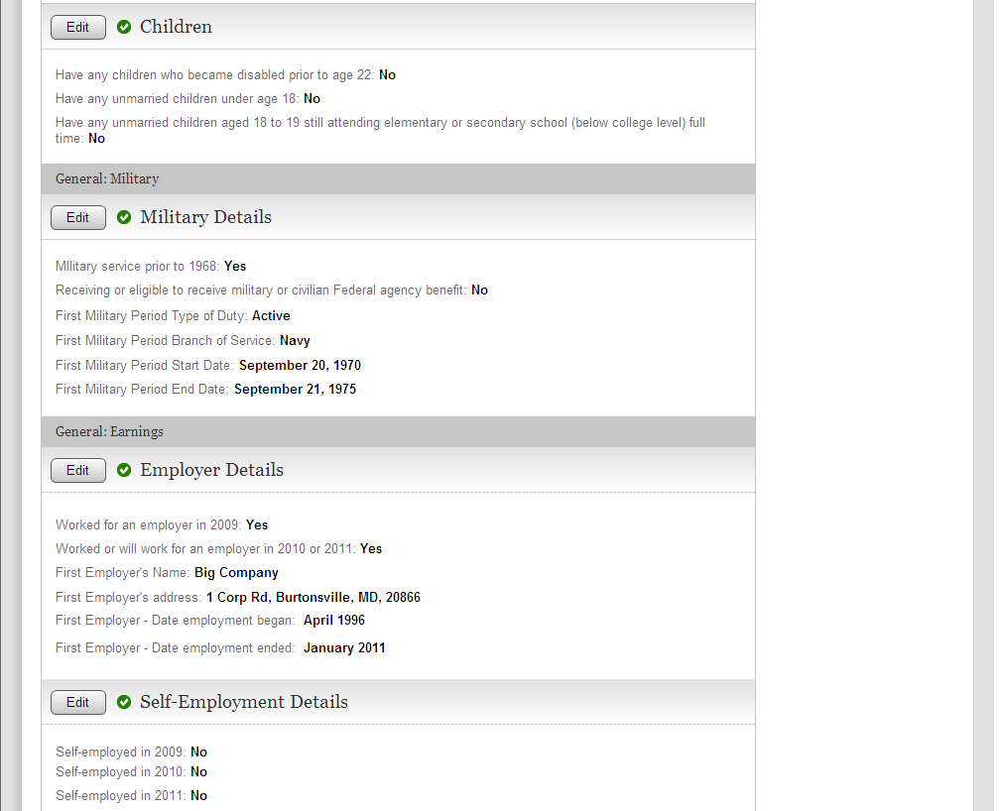 Edit
Children
Have any children who became disabled prior to age 22: No
Have any unmarried children under age 18: No
Have any unmarried children aged 18 to 19 still attending elementary or secondary school (below college level) full
time: No
General: Military
Edit
Military Details
MIlitary service prior to 1968: Yes
Receiving or eligible to receive military or civilian Federal agency benefit: No
First Military Period Type of Duty: Active
First Military Period Branch of Service: Navy
First Military Period Start Date: September 20, 1970
First Military Period End Date: September 21, 1975
General: Earnings
Edit
Employer Details
Worked for an employer in 2009: Yes
Worked or will work for an employer in 2010 or 2011: Yes
First Employer's Name: Big Company
First Employer's address: 1 Corp Rd, Burtonsville, MD, 20866
First Employer - Date employment began: April 1996
First Employer - Date employment ended: January 2011
Edit
Self-Employment Details
Self-employed in 2009: No
Self-employed in 2010: No
Self-employed in 2011: No